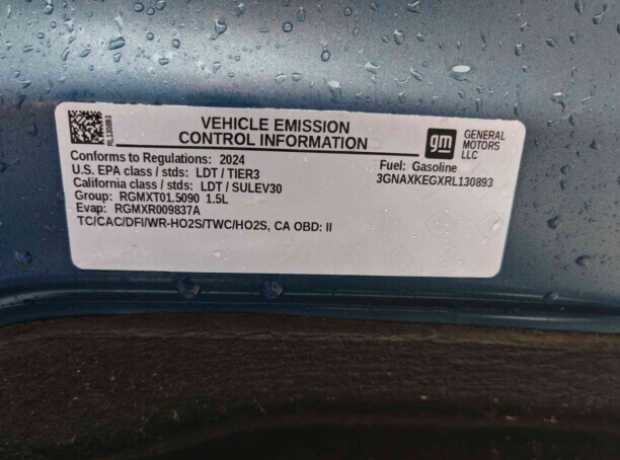 VEHICLE EMISSION
CONTROL INFORMATION
gm GENERAL
MOTORS
LLC
RL130893
Conforms to Regulations: 2024
Fuel: Gasoline
U.S. EPA class / stds: LDT / TIER3
3GNAXKEGXRL130893
California class / stds: LDT / SULEV30
Group: RGMXT01.5090 1.5L
Evap: RGMXR009837A
TC/CAC/DFI/WR-HO2S/TWC/HO2S, CA OBD: II